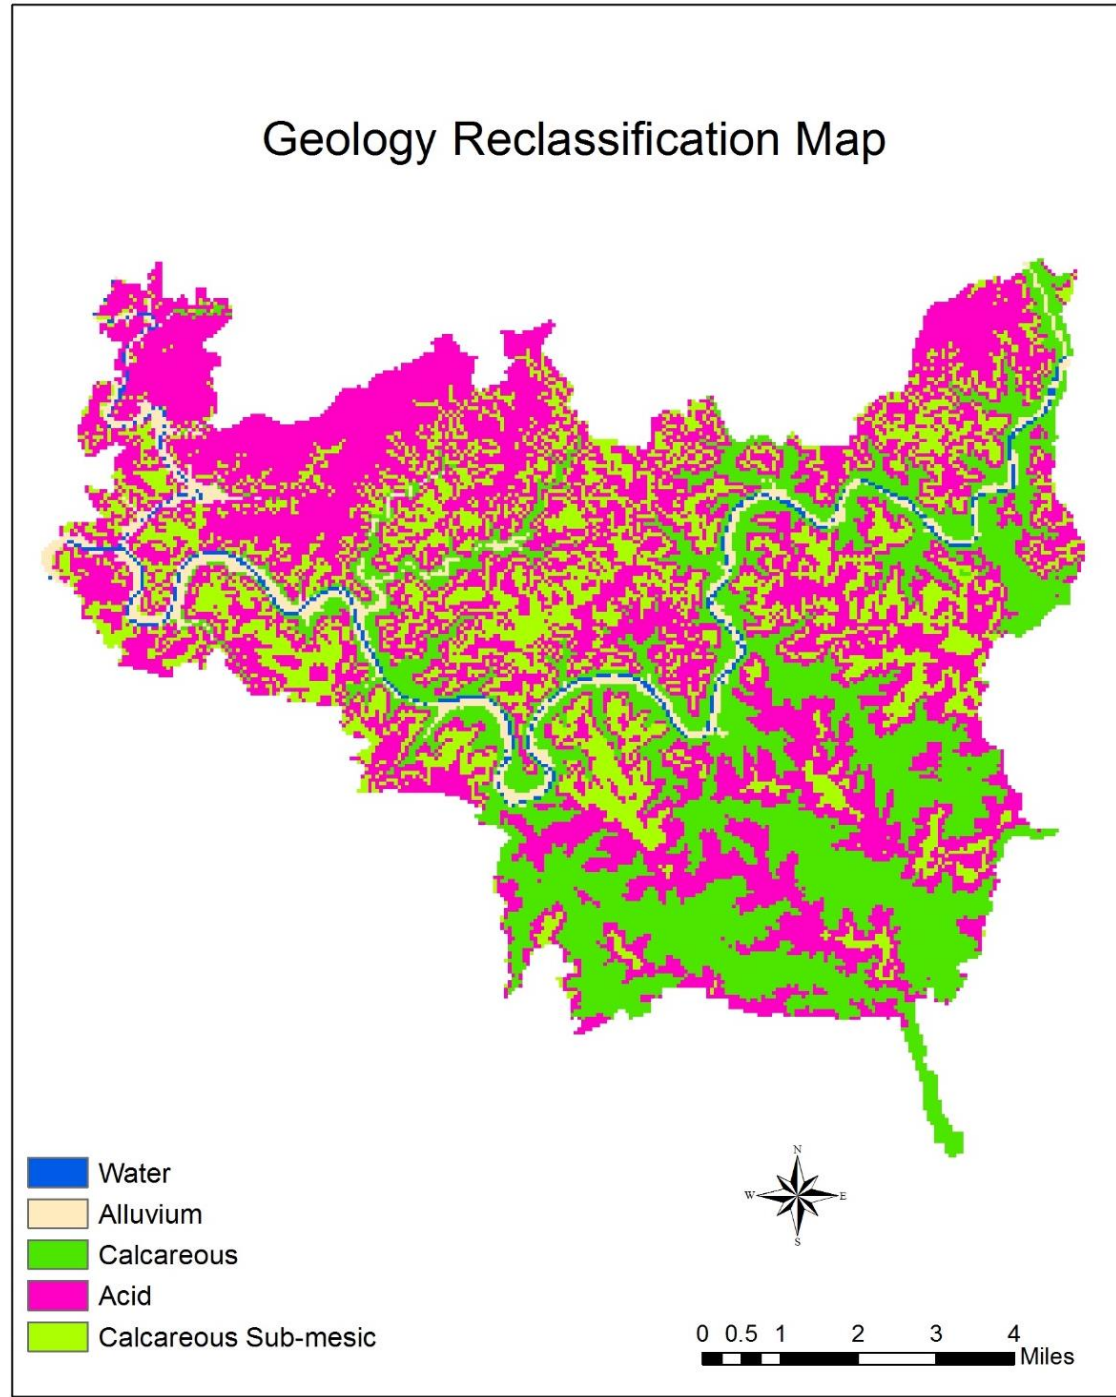 Geology Reclassification Map
Water
Alluvium
Calcareous
Acid
Calcareous Sub-mesic
N
W E
S
0 0.5 1 2 3 4
Miles